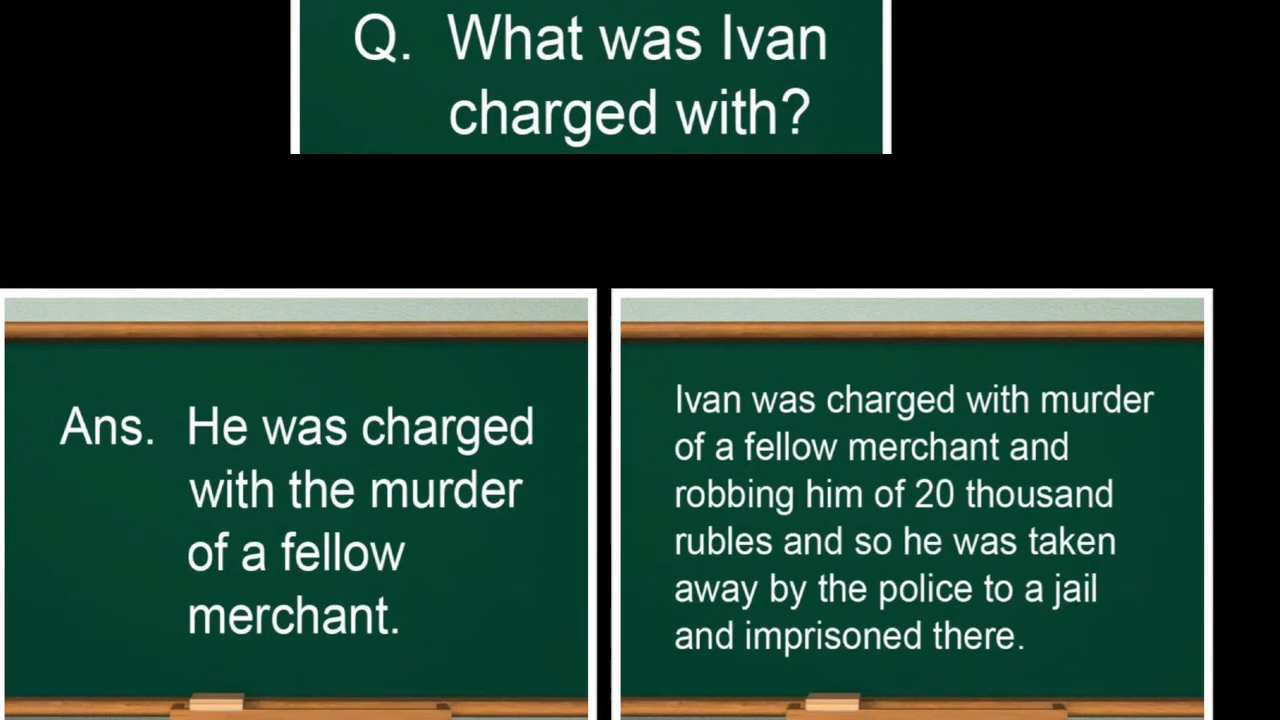 Q. What was Ivan
charged with?
Ans. He was charged
with the murder
of a fellow
merchant.
Ivan was charged with murder
of a fellow merchant and
robbing him of 20 thousand
rubles and so he was taken
away by the police to a jail
and imprisoned there.